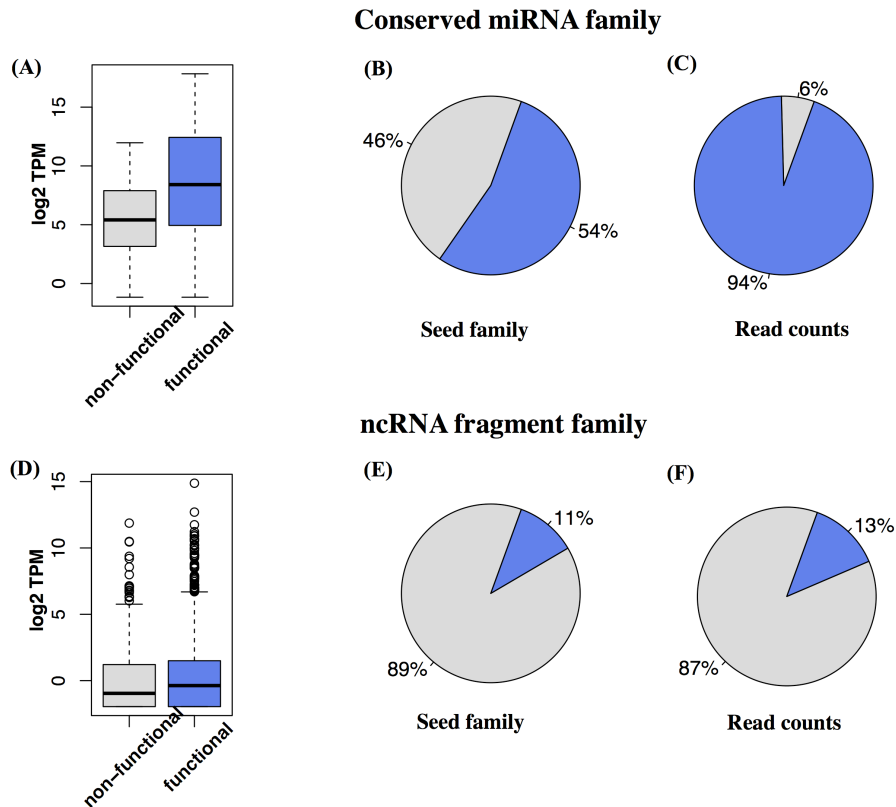 Conserved miRNA family
(A)
(B)
(C)
log2 TPM
15
10
5
0
non-functional
functional
46%
54%
Seed family
6%
94%
Read counts
ncRNA fragment family
(D)
(E)
(F)
log2 TPM
15
10
5
0
non-functional
functional
11%
89%
Seed family
13%
87%
Read counts